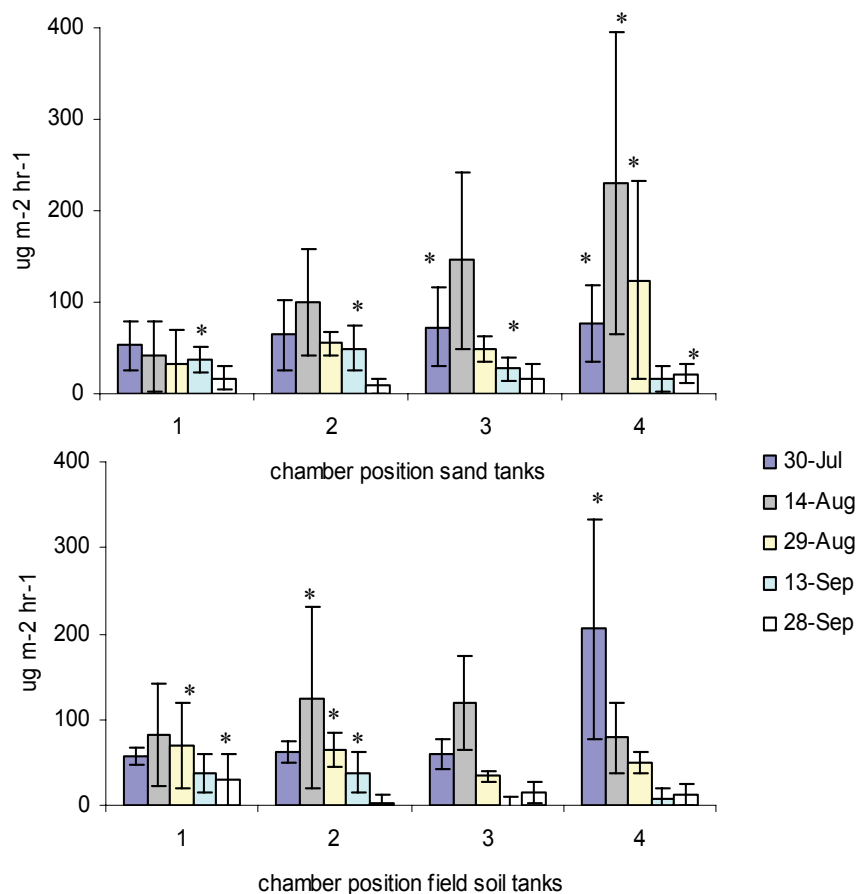 400
300
200
100
0
ug m-2 hr-1
* * * * * * * *
1 2 3 4
chamber position sand tanks
400
300
200
100
0
ug m-2 hr-1
* * * * * *
1 2 3 4
chamber position field soil tanks
30-Jul
14-Aug
29-Aug
13-Sep
28-Sep